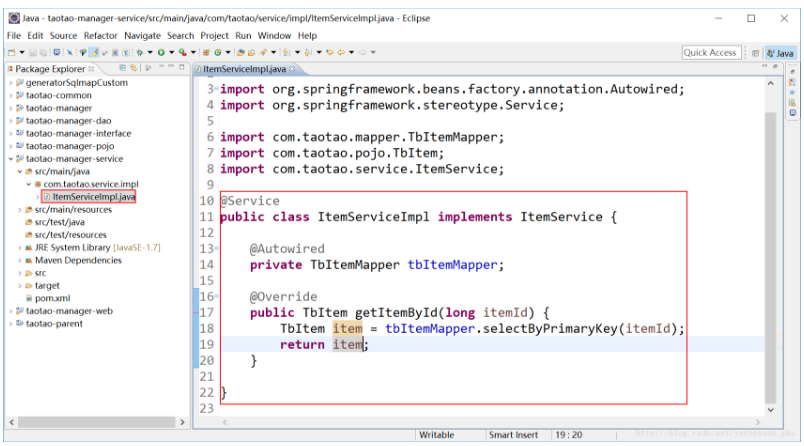 Java - taotao-manager-service/src/main/java/com/taotao/service/impl/ItemServiceImpl.java - Eclipse
File Edit Source Refactor Navigate Search Project Run Window Help
Quick Access
Java
Package Explorer
generatorSqlmapCustom
taotao-common
taotao-manager
taotao-manager-dao
taotao-manager-interface
taotao-manager-pojo
taotao-manager-service
src/main/java
com.taotao.service.impl
ItemServiceImpl.java
src/main/resources
src/test/java
src/test/resources
JRE System Library [JavaSE-1.7]
Maven Dependencies
src
target
pom.xml
taotao-manager-web
taotao-parent
ItemServiceImpl.java
3 import org.springframework.beans.factory.annotation.Autowired;
4 import org.springframework.stereotype.Service;
5
6 import com.taotao.mapper.TbItemMapper;
7 import com.taotao.pojo.TbItem;
8 import com.taotao.service.ItemService;
9
10 @Service
11 public class ItemServiceImpl implements ItemService {
12
13 @Autowired
14 private TbItemMapper tbItemMapper;
15
16 @Override
17 public TbItem getItemById(long itemId) {
18 TbItem item = tbItemMapper.selectByPrimaryKey(itemId);
19 return item;
20 }
21
22 }
23
Writable
Smart Insert
19 : 20